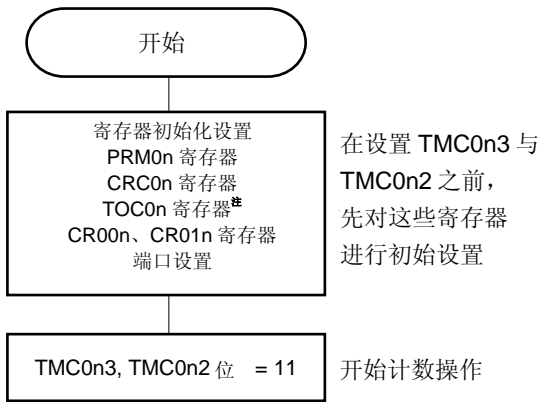 开始
寄存器初始化设置
PRM0n 寄存器
CRC0n 寄存器
TOC0n 寄存器注
CR00n、CR01n 寄存器
端口设置
在设置 TMC0n3 与
TMC0n2 之前，
先对这些寄存器
进行初始设置
TMC0n3, TMC0n2 位 = 11
开始计数操作